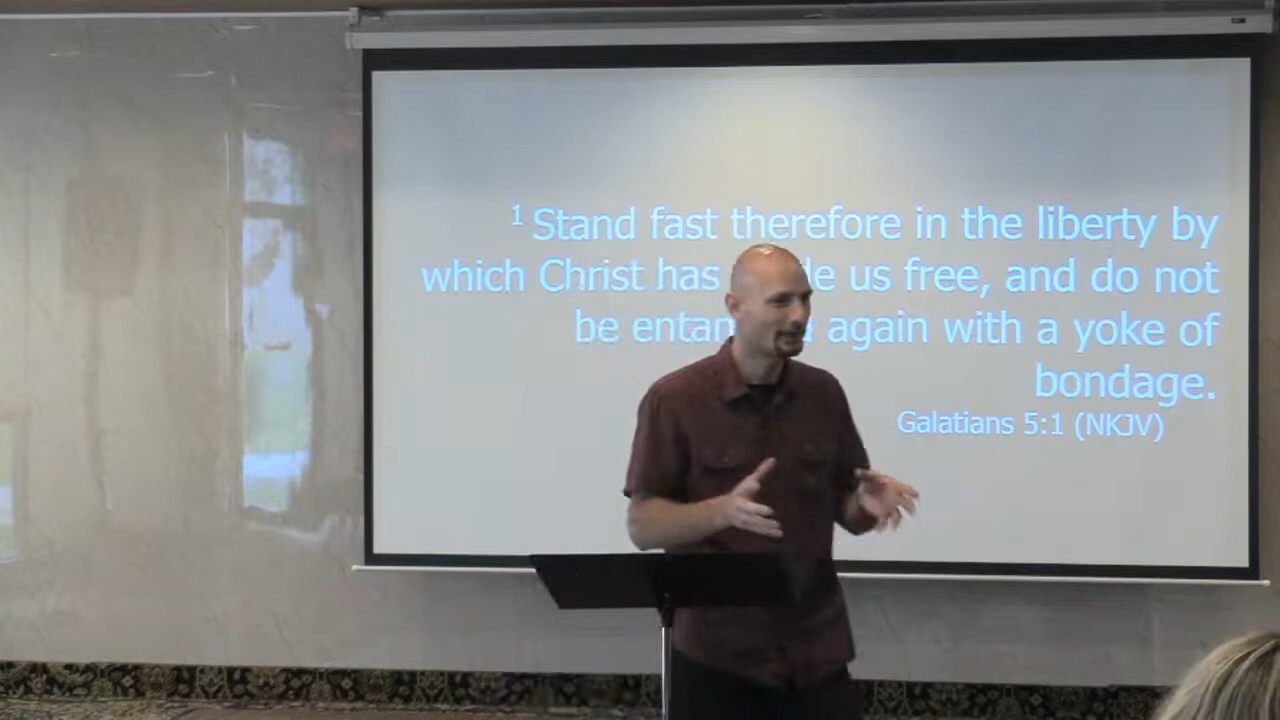 1 Stand fast therefore in the liberty by
which Christ has us free, and do not
be again with a yoke of
bondage.
Galatians 5:1 (NKJV)